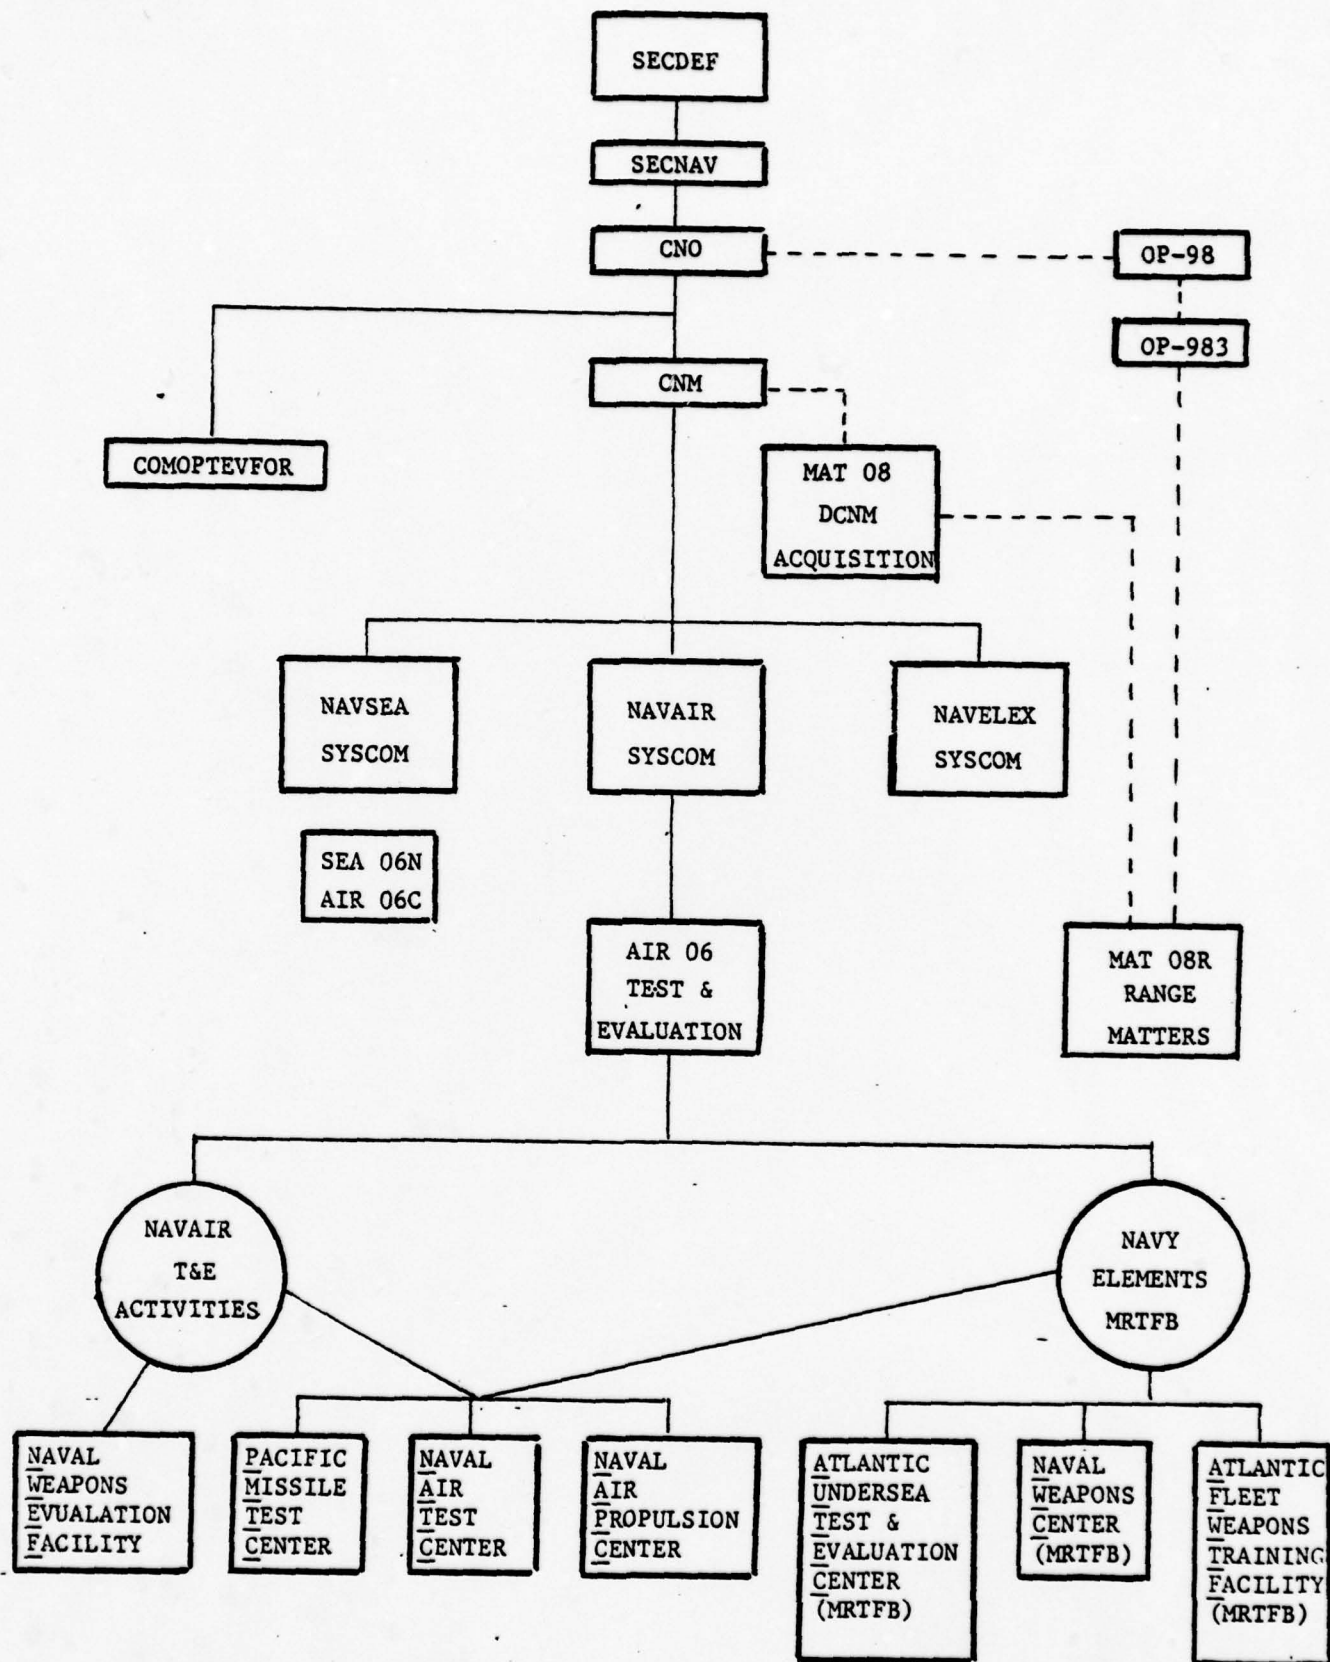 SECDEF
SECNAV
CNO
OP-98
OP-983
CNM
COMOPTEVFOR
MAT 08
DCNM
ACQUISITION
NAVSEA
SYSCOM
NAVAIR
SYSCOM
NAVELEX
SYSCOM
SEA 06N
AIR 06C
AIR 06
TEST &
EVALUATION
MAT 08R
RANGE
MATTERS
NAVAIR
T&E
ACTIVITIES
NAVY
ELEMENTS
MRTFB
NAVAL
WEAPONS
EVUALATION
FACILITY
PACIFIC
MISSILE
TEST
CENTER
NAVAL
AIR
TEST
CENTER
NAVAL
AIR
PROPULSION
CENTER
ATLANTIC
UNDERSEA
TEST &
EVALUATION
CENTER
(MRTFB)
NAVAL
WEAPONS
CENTER
(MRTFB)
ATLANTIC
FLEET
WEAPONS
TRAINING
FACILITY
(MRTFB)